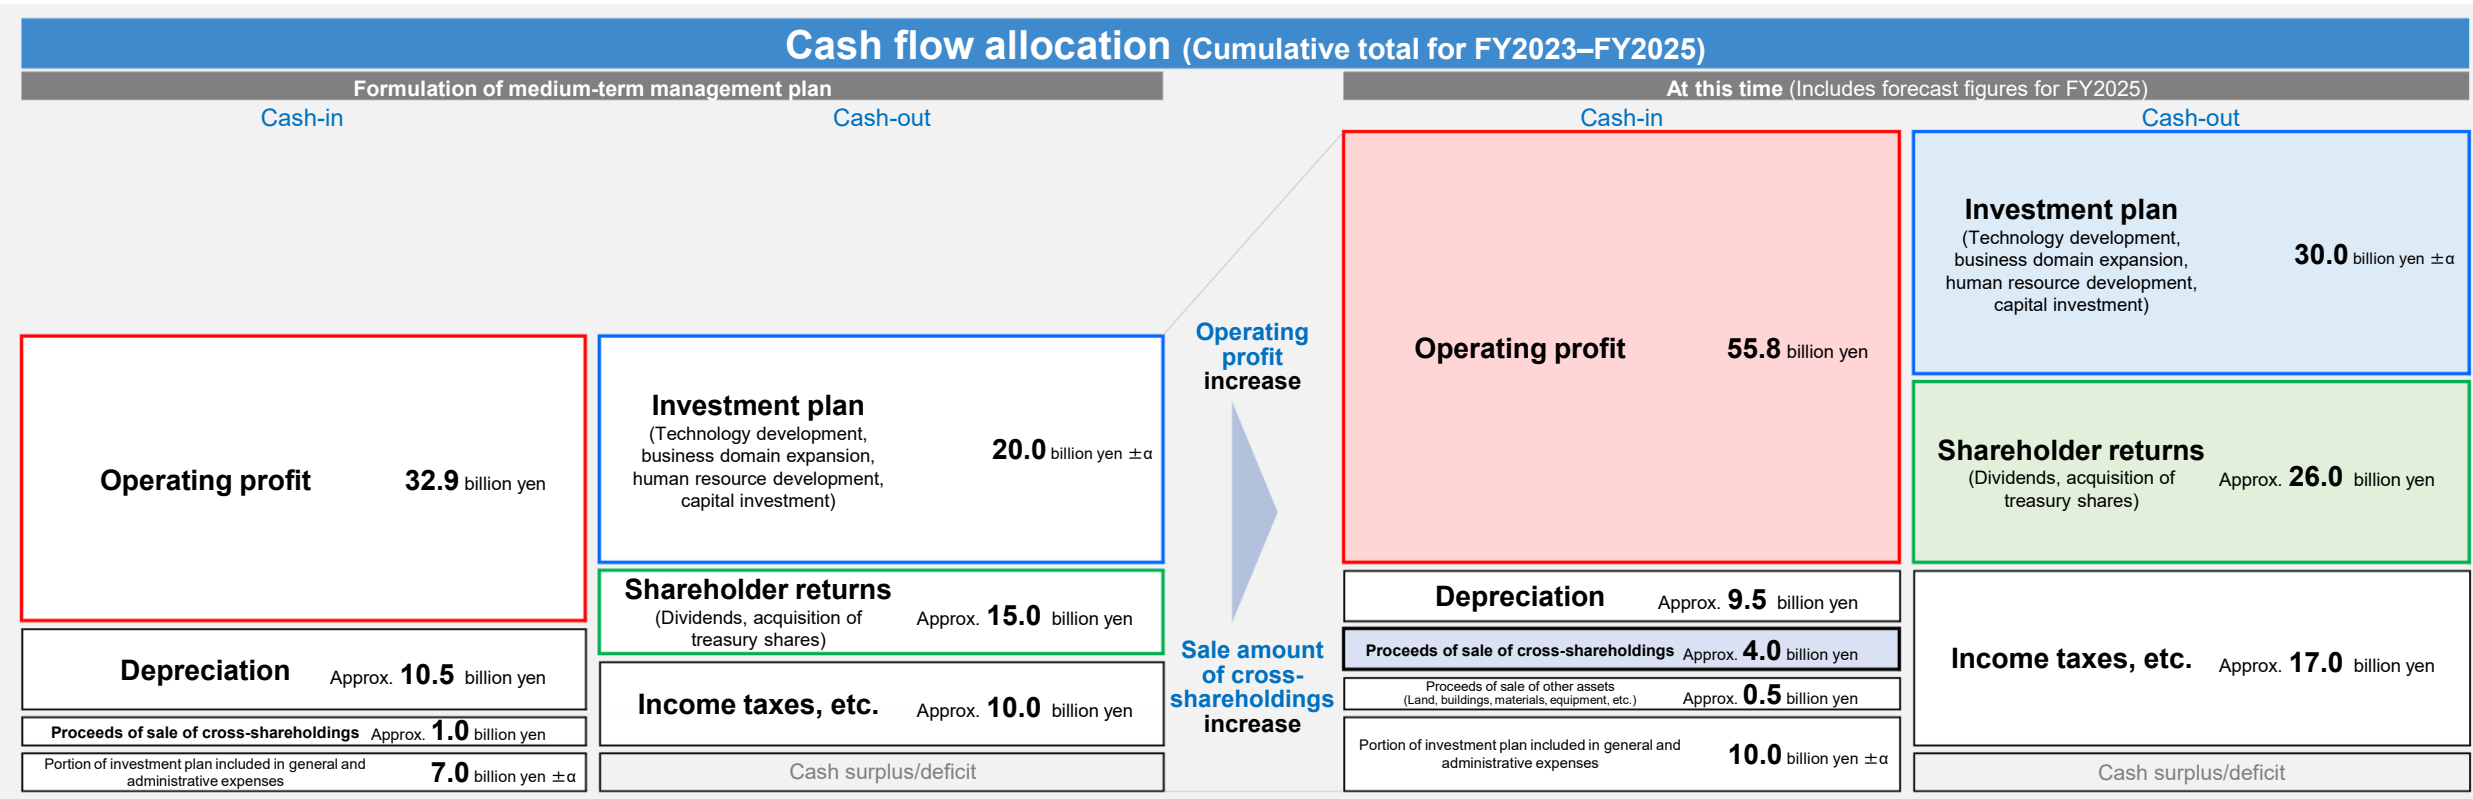 Cash flow allocation (Cumulative total for FY2023–FY2025)
Formulation of medium-term management plan
Cash-in
Cash-out
Operating profit 32.9 billion yen
Depreciation Approx. 10.5 billion yen
Proceeds of sale of cross-shareholdings Approx. 1.0 billion yen
Portion of investment plan included in general and
administrative expenses
7.0 billion yen ±α
Investment plan
(Technology development,
business domain expansion,
human resource development,
capital investment)
20.0 billion yen ±α
Shareholder returns
(Dividends, acquisition of
treasury shares)
Approx. 15.0 billion yen
Income taxes, etc. Approx. 10.0 billion yen
Cash surplus/deficit
Operating
profit
increase
Sale amount
of cross-
shareholdings
increase
At this time (Includes forecast figures for FY2025)
Cash-in
Cash-out
Operating profit 55.8 billion yen
Depreciation Approx. 9.5 billion yen
Proceeds of sale of cross-shareholdings Approx. 4.0 billion yen
Proceeds of sale of other assets
(Land, buildings, materials, equipment, etc.)
Approx. 0.5 billion yen
Portion of investment plan included in general and
administrative expenses
10.0 billion yen ±α
Investment plan
(Technology development,
business domain expansion,
human resource development,
capital investment)
30.0 billion yen ±α
Shareholder returns
(Dividends, acquisition of
treasury shares)
Approx. 26.0 billion yen
Income taxes, etc. Approx. 17.0 billion yen
Cash surplus/deficit